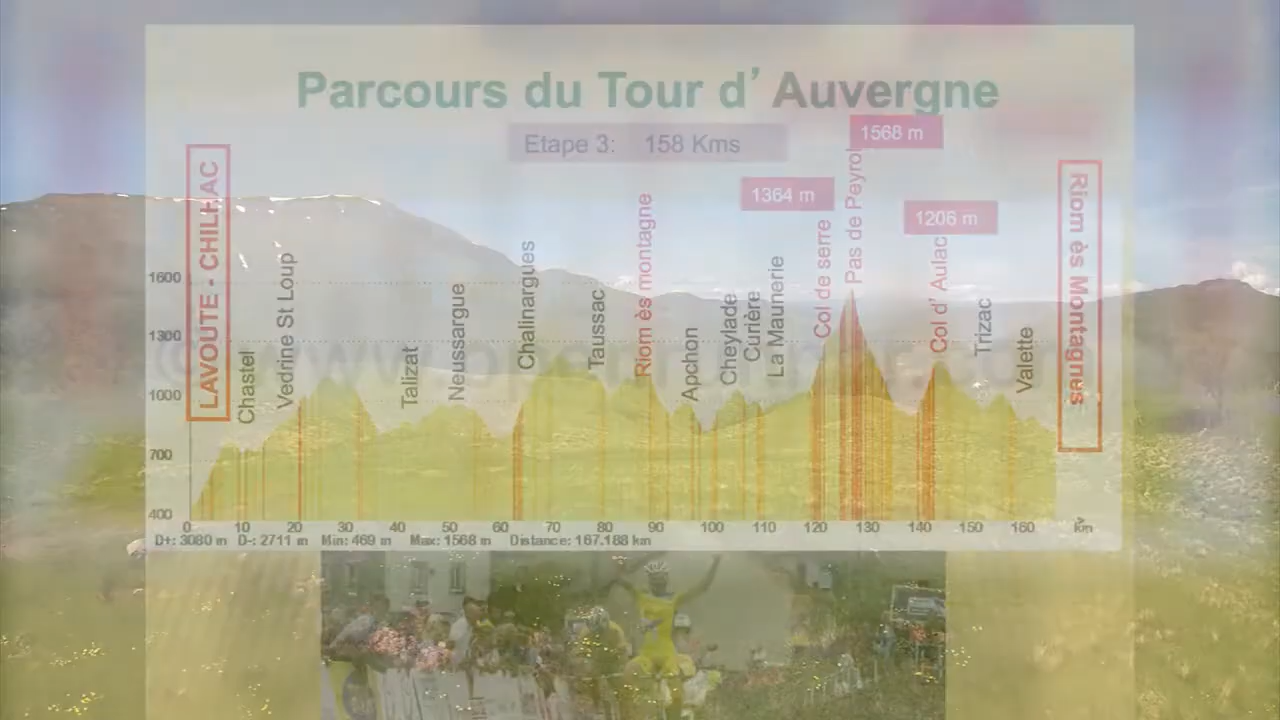 Parcours du Tour d’ Auvergne
Etape 3: 158 Kms
1568 m
1364 m
1206 m
LAVOUTE - CHILHAC
Chastel
Vedrine St Loup
Talizat
Neussargue
Chalinargues
Taussac
Riom ès montagne
Apchon
Cheylade
Curière
La Maunerie
Col de serre
Pas de Peyrol
Col d’ Aulac
Trizac
Valette
Riom ès Montagnes
1600
1300
1000
700
400
0 10 20 30 40 50 60 70 80 90 100 110 120 130 140 150 160 km
D+: 3080 m D-: 2711 m Min: 469 m Max: 1568 m Distance: 167.188 km